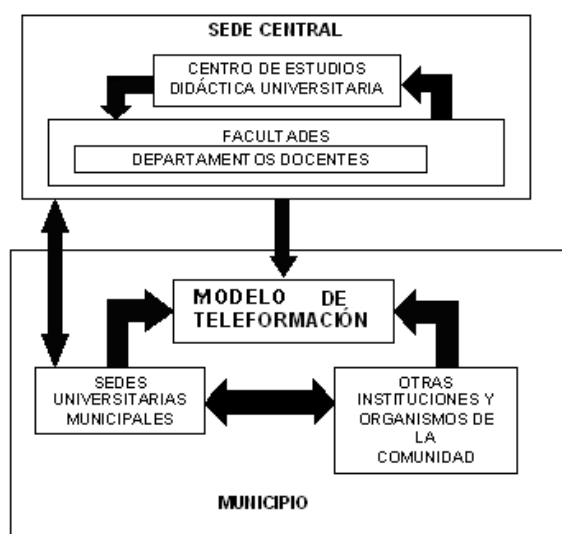 SEDE CENTRAL
CENTRO DE ESTUDIOS
DIDÁCTICA UNIVERSITARIA
FACULTADES
DEPARTAMENTOS DOCENTES
MODELO DE
TELEFORMACIÓN
SEDES
UNIVERSITARIAS
MUNICIPALES
OTRAS
INSTITUCIONES Y
ORGANISMOS DE
LA
COMUNIDAD
MUNICIPIO